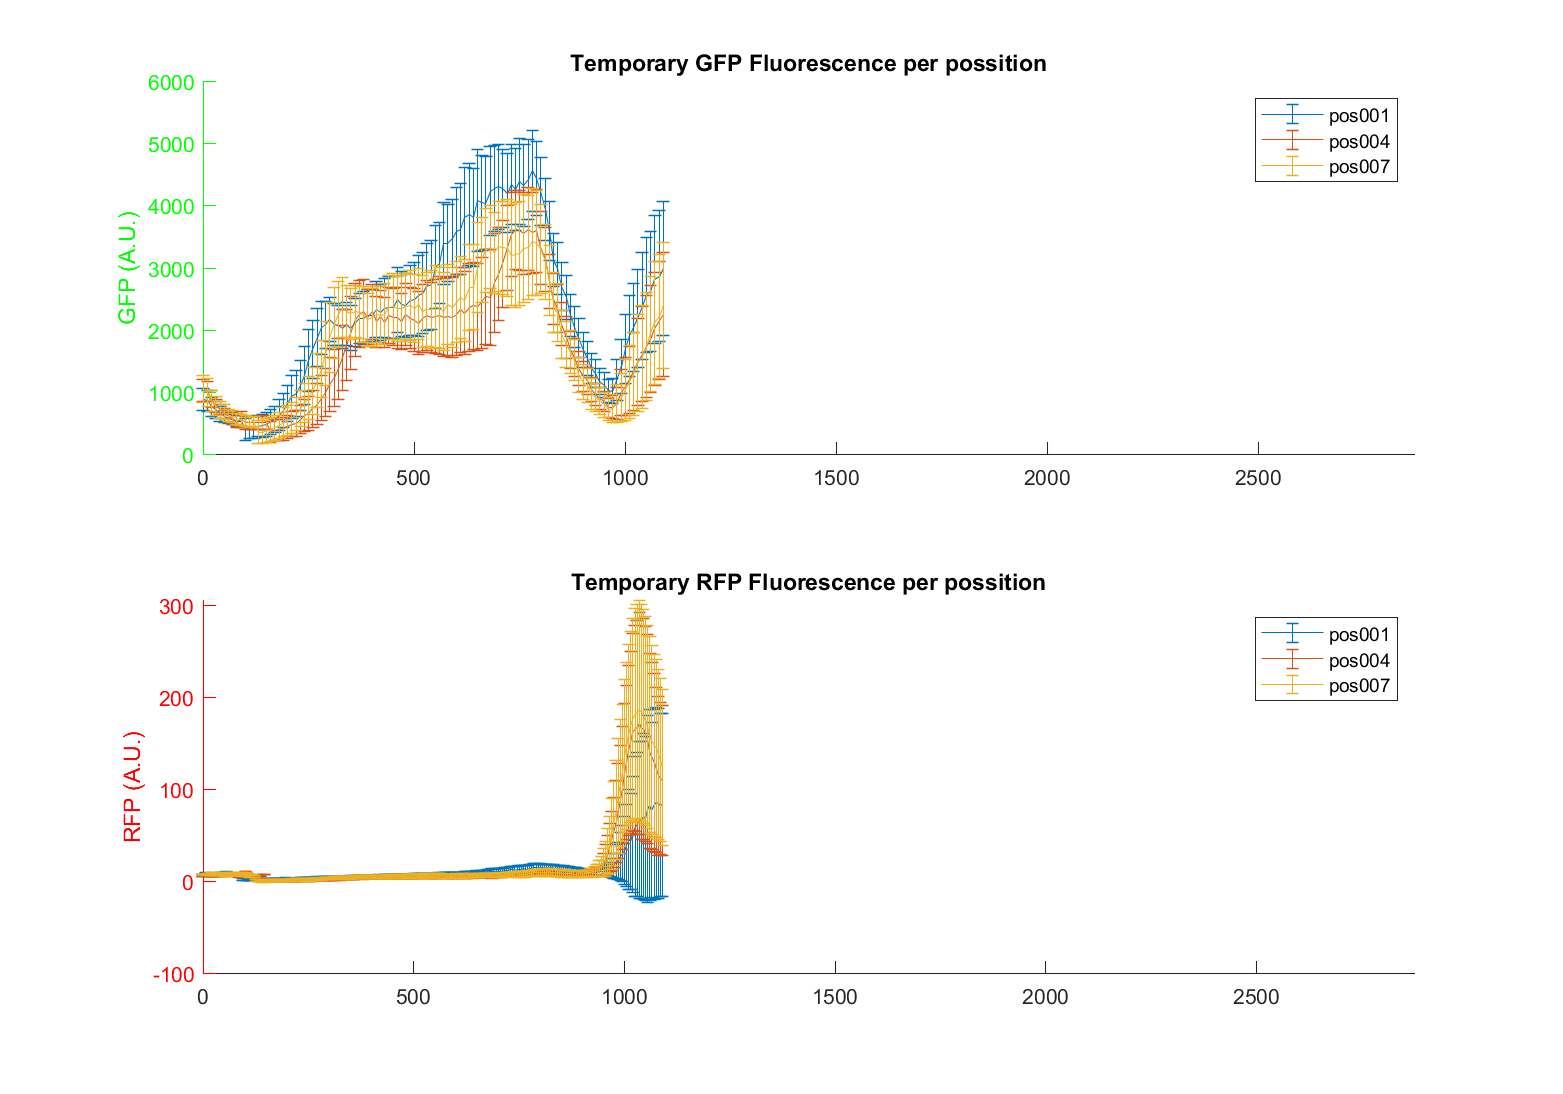 Temporary GFP Fluorescence per possition
6000
5000
4000
3000
2000
1000
0
GFP (A.U.)
pos001
pos004
pos007
0 500 1000 1500 2000 2500
Temporary RFP Fluorescence per possition
300
200
100
0
-100
RFP (A.U.)
pos001
pos004
pos007
0 500 1000 1500 2000 2500